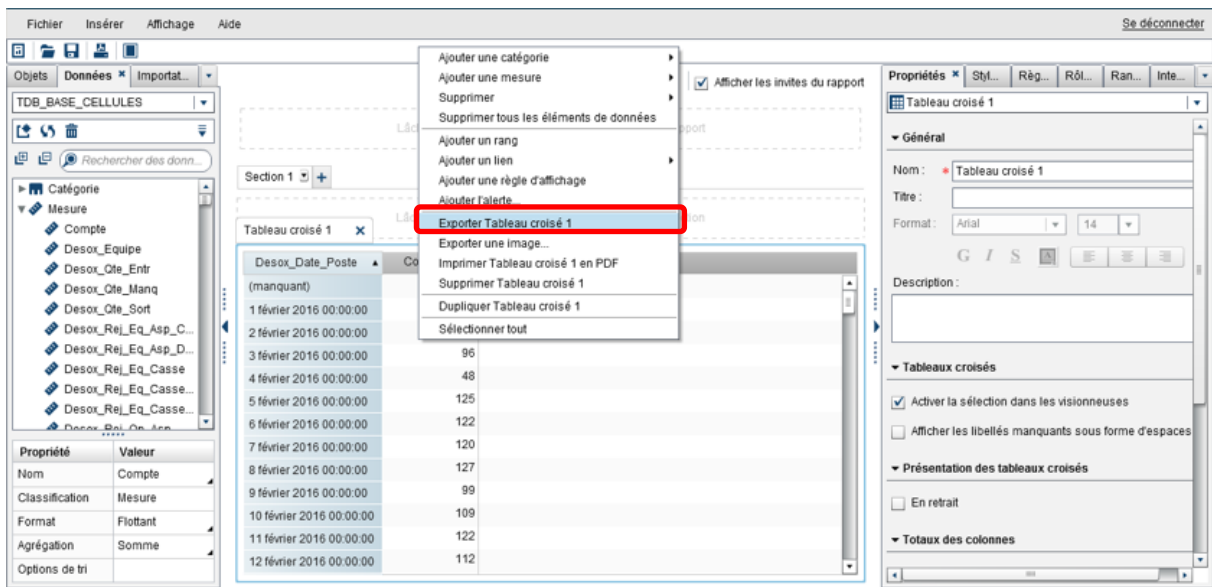 Fichier Insérer Affichage Aide Se déconnecter
Objets Données × Importat...
TDB_BASE_CELLULES
Rechercher des donn...
Catégorie
Mesure
Compte
Desox_Equipe
Desox_Qte_Entr
Desox_Qte_Manq
Desox_Qte_Sort
Desox_Rej_Eq_Asp_C...
Desox_Rej_Eq_Asp_D...
Desox_Rej_Eq_Casse
Desox_Rej_Eq_Casse...
Desox_Rej_Eq_Casse...
Propriété Valeur
Nom Compte
Classification Mesure
Format Flottant
Agrégation Somme
Options de tri
Afficher les invites du rapport
Section 1 +
Tableau croisé 1 ×
Desox_Date_Poste
(manquant)
1 février 2016 00:00:00
2 février 2016 00:00:00
3 février 2016 00:00:00 96
4 février 2016 00:00:00 48
5 février 2016 00:00:00 125
6 février 2016 00:00:00 122
7 février 2016 00:00:00 120
8 février 2016 00:00:00 127
9 février 2016 00:00:00 99
10 février 2016 00:00:00 109
11 février 2016 00:00:00 122
12 février 2016 00:00:00 112
Ajouter une catégorie
Ajouter une mesure
Supprimer
Supprimer tous les éléments de données
Ajouter un rang
Ajouter un lien
Ajouter une règle d'affichage
Ajouter l'alerte...
Exporter Tableau croisé 1
Exporter une image...
Imprimer Tableau croisé 1 en PDF
Supprimer Tableau croisé 1
Dupliquer Tableau croisé 1
Sélectionner tout
Propriétés × Styl... Règ... Rôl... Ran... Inte...
Tableau croisé 1
Général
Nom : * Tableau croisé 1
Titre :
Format : Arial 14
G I S A
Description :
Tableaux croisés
Activer la sélection dans les visionneuses
Afficher les libellés manquants sous forme d'espaces
Présentation des tableaux croisés
En retrait
Totaux des colonnes